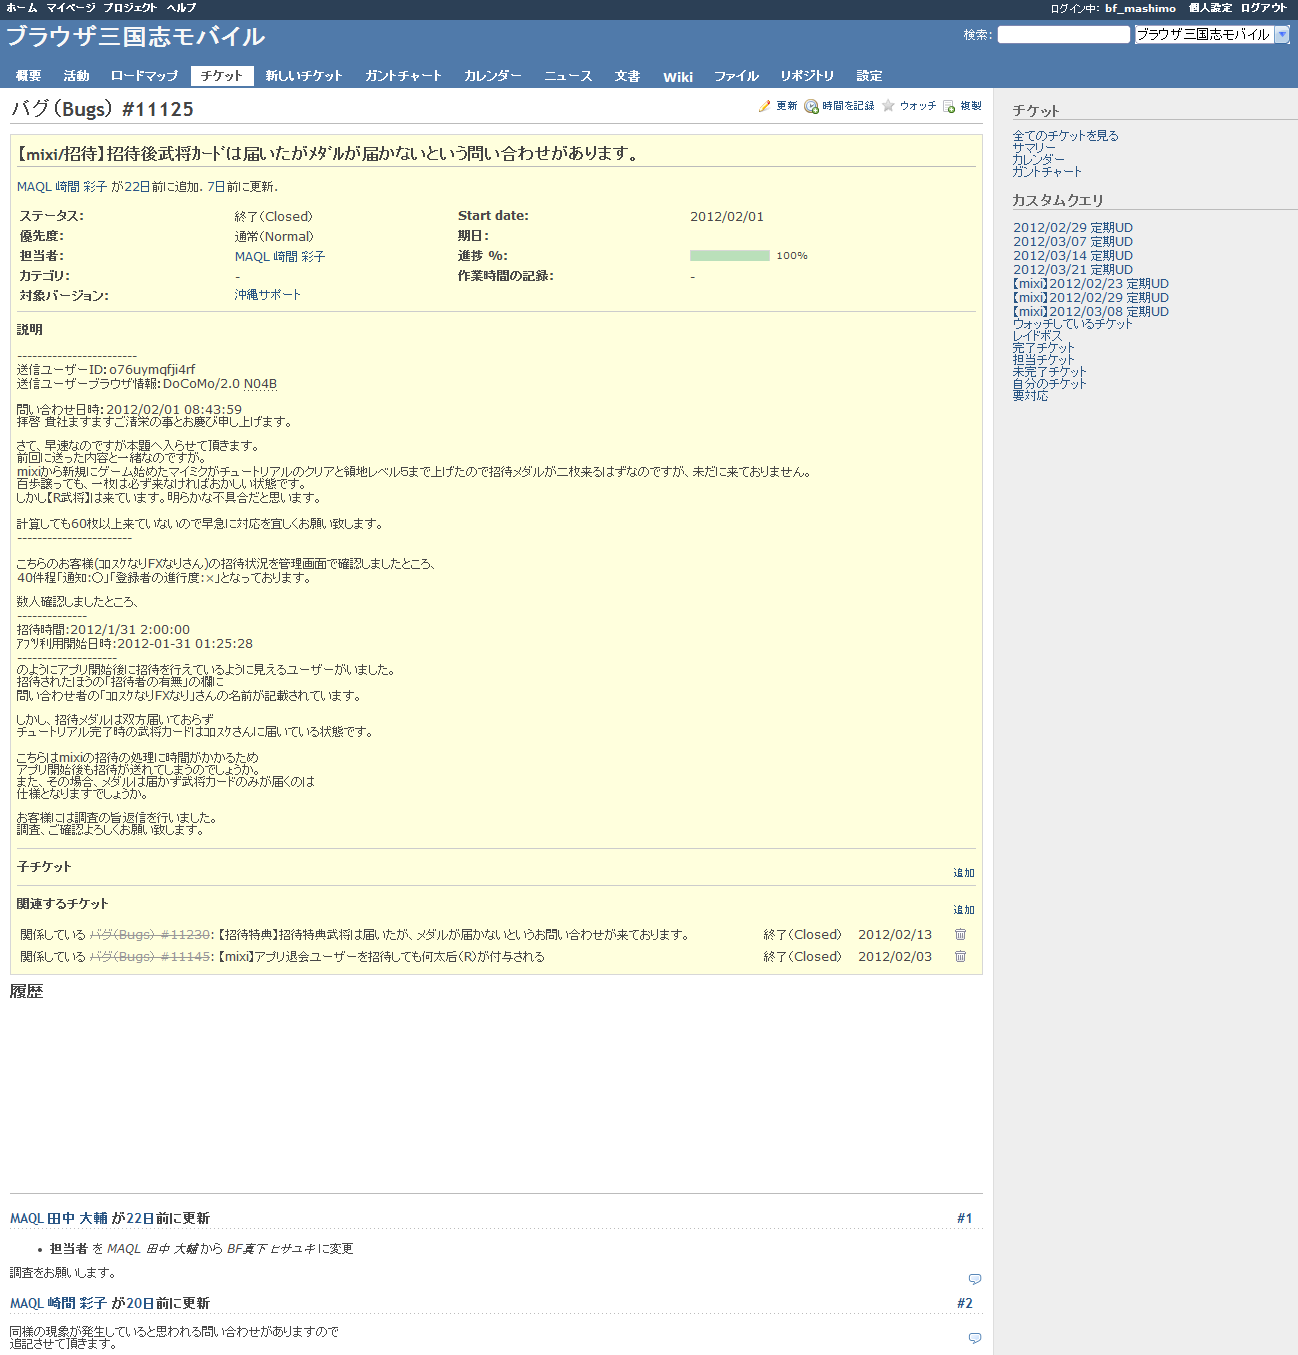 ホーム マイページ プロジェクト ヘルプ
ログイン中: bf_mashimo 個人設定 ログアウト
ブラウザ三国志モバイル
検索: ブラウザ三国志モバイル
概要 活動 ロードマップ チケット 新しいチケット ガントチャート カレンダー ニュース 文書 Wiki ファイル リポジトリ 設定
バグ(Bugs) #11125
更新 時間を記録 ウォッチ 複製
【mixi/招待】招待後武将ｶｰﾄﾞは届いたがﾒﾀﾞﾙが届かないという問い合わせがあります。
MAQL 崎間 彩子 が22日前に追加. 7日前に更新.
ステータス: 終了(Closed) Start date: 2012/02/01
優先度: 通常(Normal) 期日:
担当者: MAQL 崎間 彩子 進捗 %: 100%
カテゴリ: - 作業時間の記録: -
対象バージョン: 沖縄サポート
説明
------------------------
送信ユーザーID:o76uymqfji4rf
送信ユーザーブラウザ情報:DoCoMo/2.0 N04B
問い合わせ日時:2012/02/01 08:43:59
拝啓 貴社ますますご清栄の事とお慶び申し上げます。
さて、早速なのですが本題へ入らせて頂きます。
前回に送った内容と一緒なのですが。
mixiから新規にゲーム始めたマイミクがチュートリアルのクリアと領地レベル5まで上げたので招待メダルが二枚来るはずなのですが、未だに来ておりません。
百歩譲っても、一枚は必ず来なければおかしい状態です。
しかし【R武将】は来ています。明らかな不具合だと思います。
計算しても60枚以上来ていないので早急に対応を宜しくお願い致します。
-----------------------
こちらのお客様(ｺﾛｽｹなりFXなりさん)の招待状況を管理画面で確認しましたところ、
40件程「通知:○」「登録者の進行度:×」となっております。
数人確認しましたところ、
--------------
招待時間:2012/1/31 2:00:00
ｱﾌﾟﾘ利用開始日時:2012-01-31 01:25:28
--------------------
のようにアプリ開始後に招待を行えているように見えるユーザーがいました。
招待されたほうの「招待者の有無」の欄に
問い合わせ者の「ｺﾛｽｹなりFXなり」さんの名前が記載されています。
しかし、招待メダルは双方届いておらず
チュートリアル完了時の武将カードはｺﾛｽｹさんに届いている状態です。
こちらはmixiの招待の処理に時間がかかるため
アプリ開始後も招待が送れてしまうのでしょうか。
また、その場合、メダルは届かず武将カードのみが届くのは
仕様となりますでしょうか。
お客様には調査の旨返信を行いました。
調査、ご確認よろしくお願い致します。
子チケット
追加
関連するチケット
追加
関係している バグ(Bugs) #11230: 【招待特典】招待特典武将は届いたが、メダルが届かないというお問い合わせが来ております。 終了(Closed) 2012/02/13
関係している バグ(Bugs) #11145: 【mixi】アプリ退会ユーザーを招待しても何太后(R)が付与される 終了(Closed) 2012/02/03
履歴
MAQL 田中 大輔 が22日前に更新 #1
• 担当者 を MAQL 田中 大輔 から BF真下 ヒサユキ に変更
調査をお願いします。
MAQL 崎間 彩子 が20日前に更新 #2
同様の現象が発生していると思われる問い合わせがありますので
追記させて頂きます。
チケット
全てのチケットを見る
サマリー
カレンダー
ガントチャート
カスタムクエリ
2012/02/29 定期UD
2012/03/07 定期UD
2012/03/14 定期UD
2012/03/21 定期UD
【mixi】2012/02/23 定期UD
【mixi】2012/02/29 定期UD
【mixi】2012/03/08 定期UD
ウォッチしているチケット
レイドボス
完了チケット
担当チケット
未完了チケット
自分のチケット
要対応